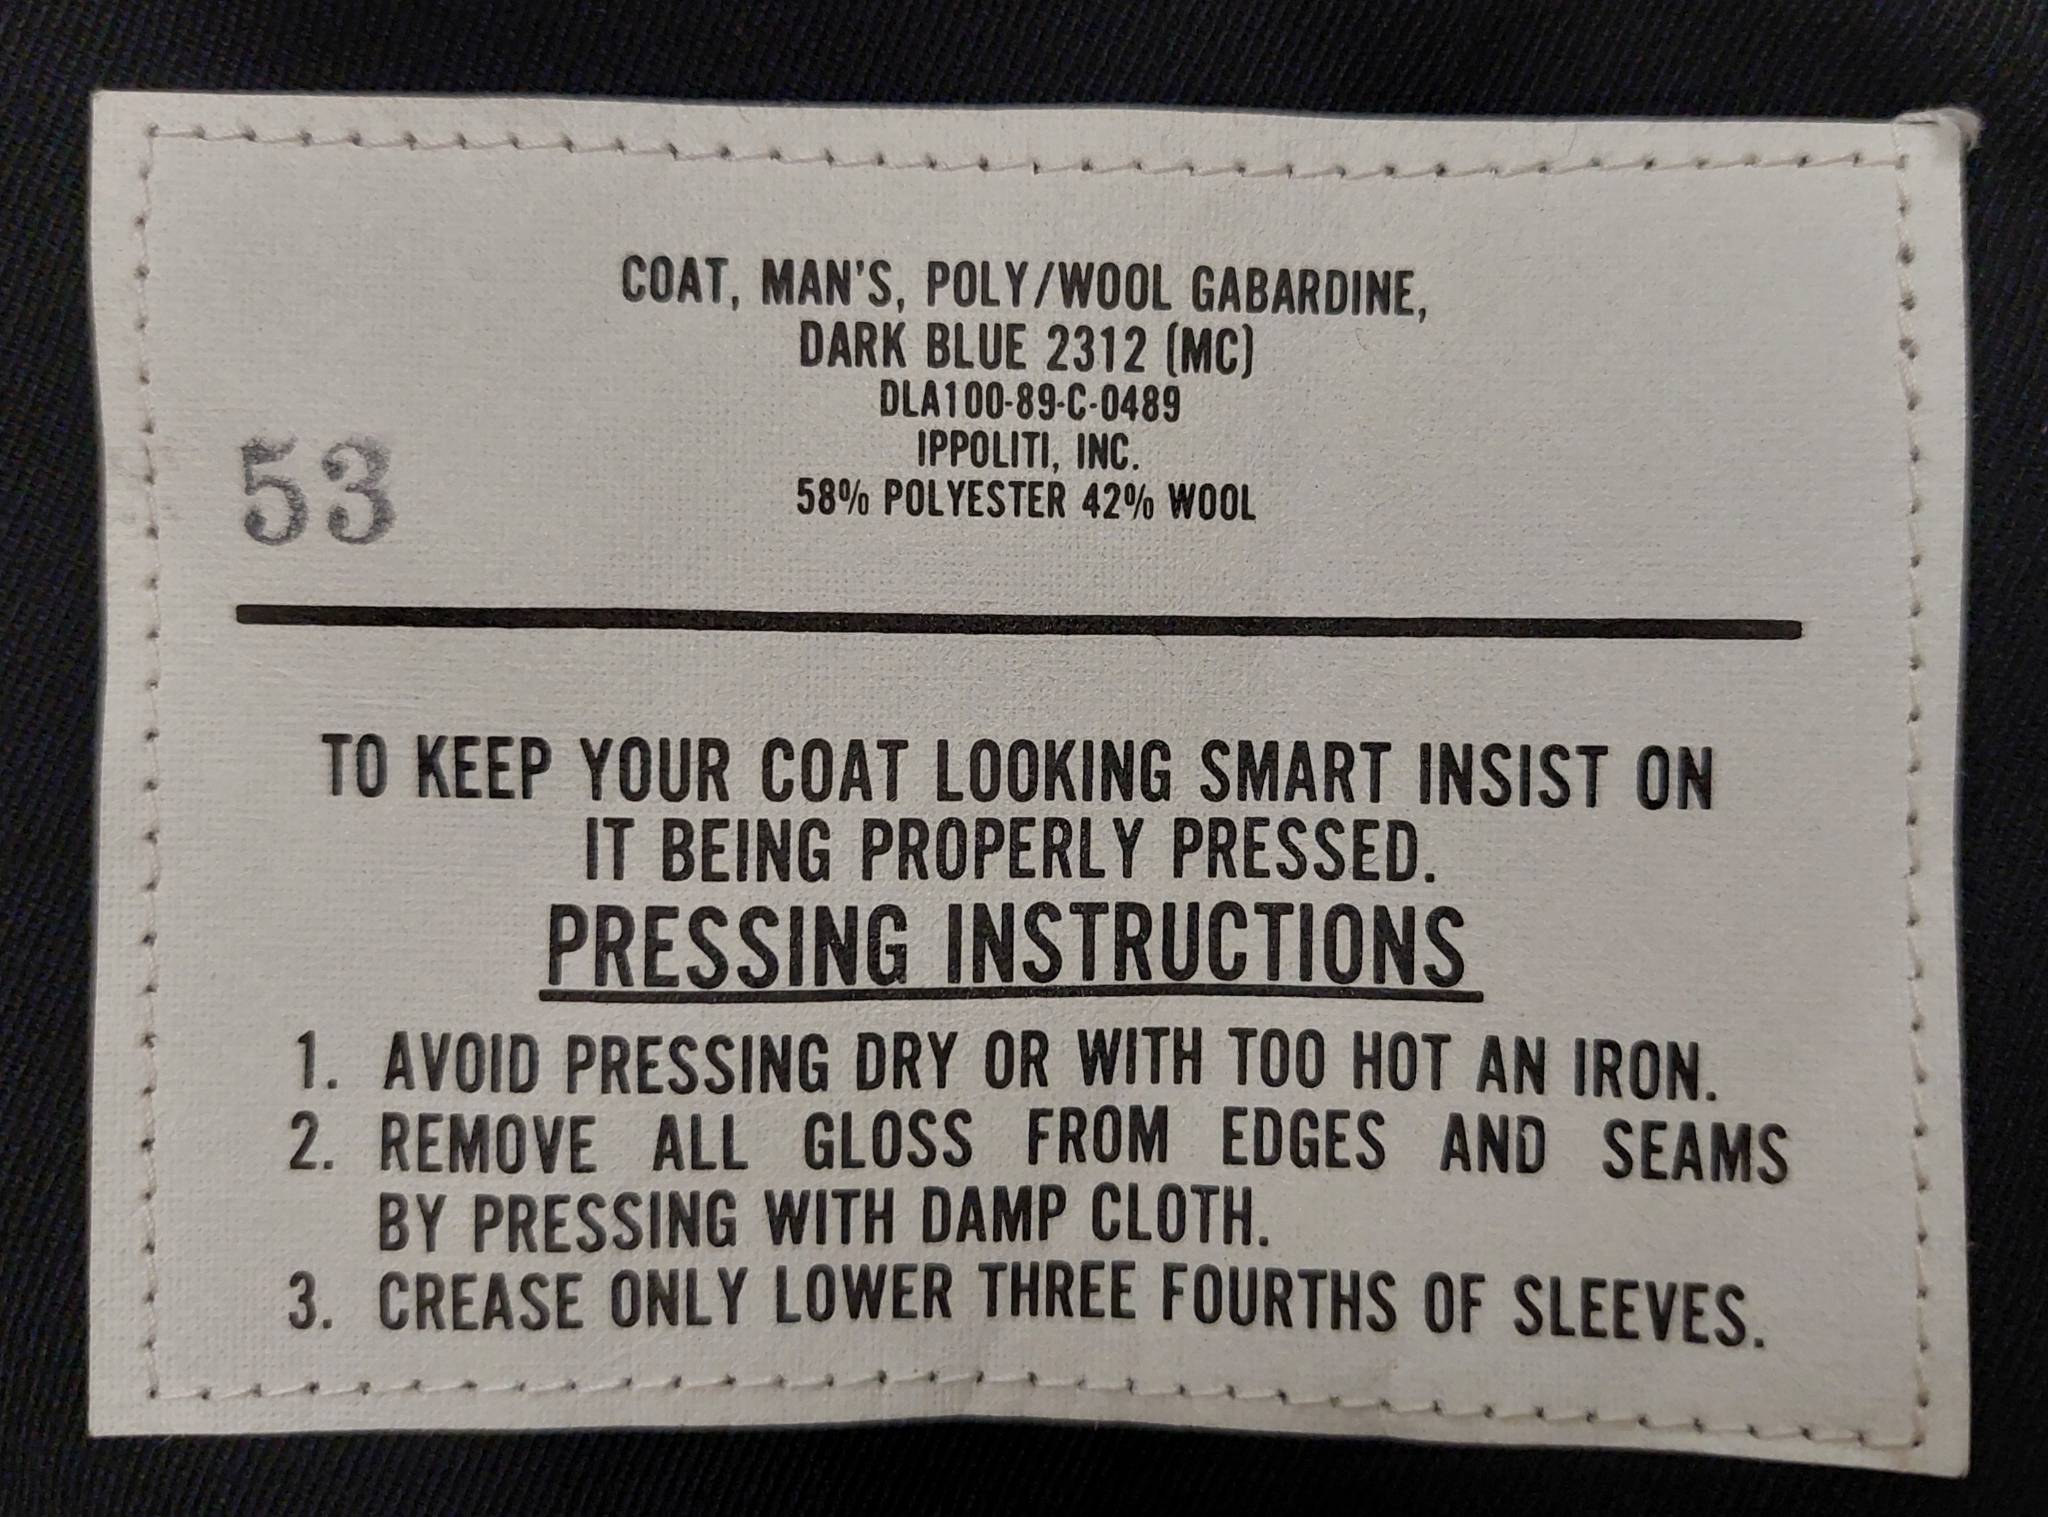 COAT, MAN'S, POLY/WOOL GABARDINE,
DARK BLUE 2312 (MC)
DLA100-89-C-0489
IPPOLITI, INC.
58% POLYESTER 42% WOOL
53
TO KEEP YOUR COAT LOOKING SMART INSIST ON
IT BEING PROPERLY PRESSED.
PRESSING INSTRUCTIONS
1. AVOID PRESSING DRY OR WITH TOO HOT AN IRON.
2. REMOVE ALL GLOSS FROM EDGES AND SEAMS
BY PRESSING WITH DAMP CLOTH.
3. CREASE ONLY LOWER THREE FOURTHS OF SLEEVES.